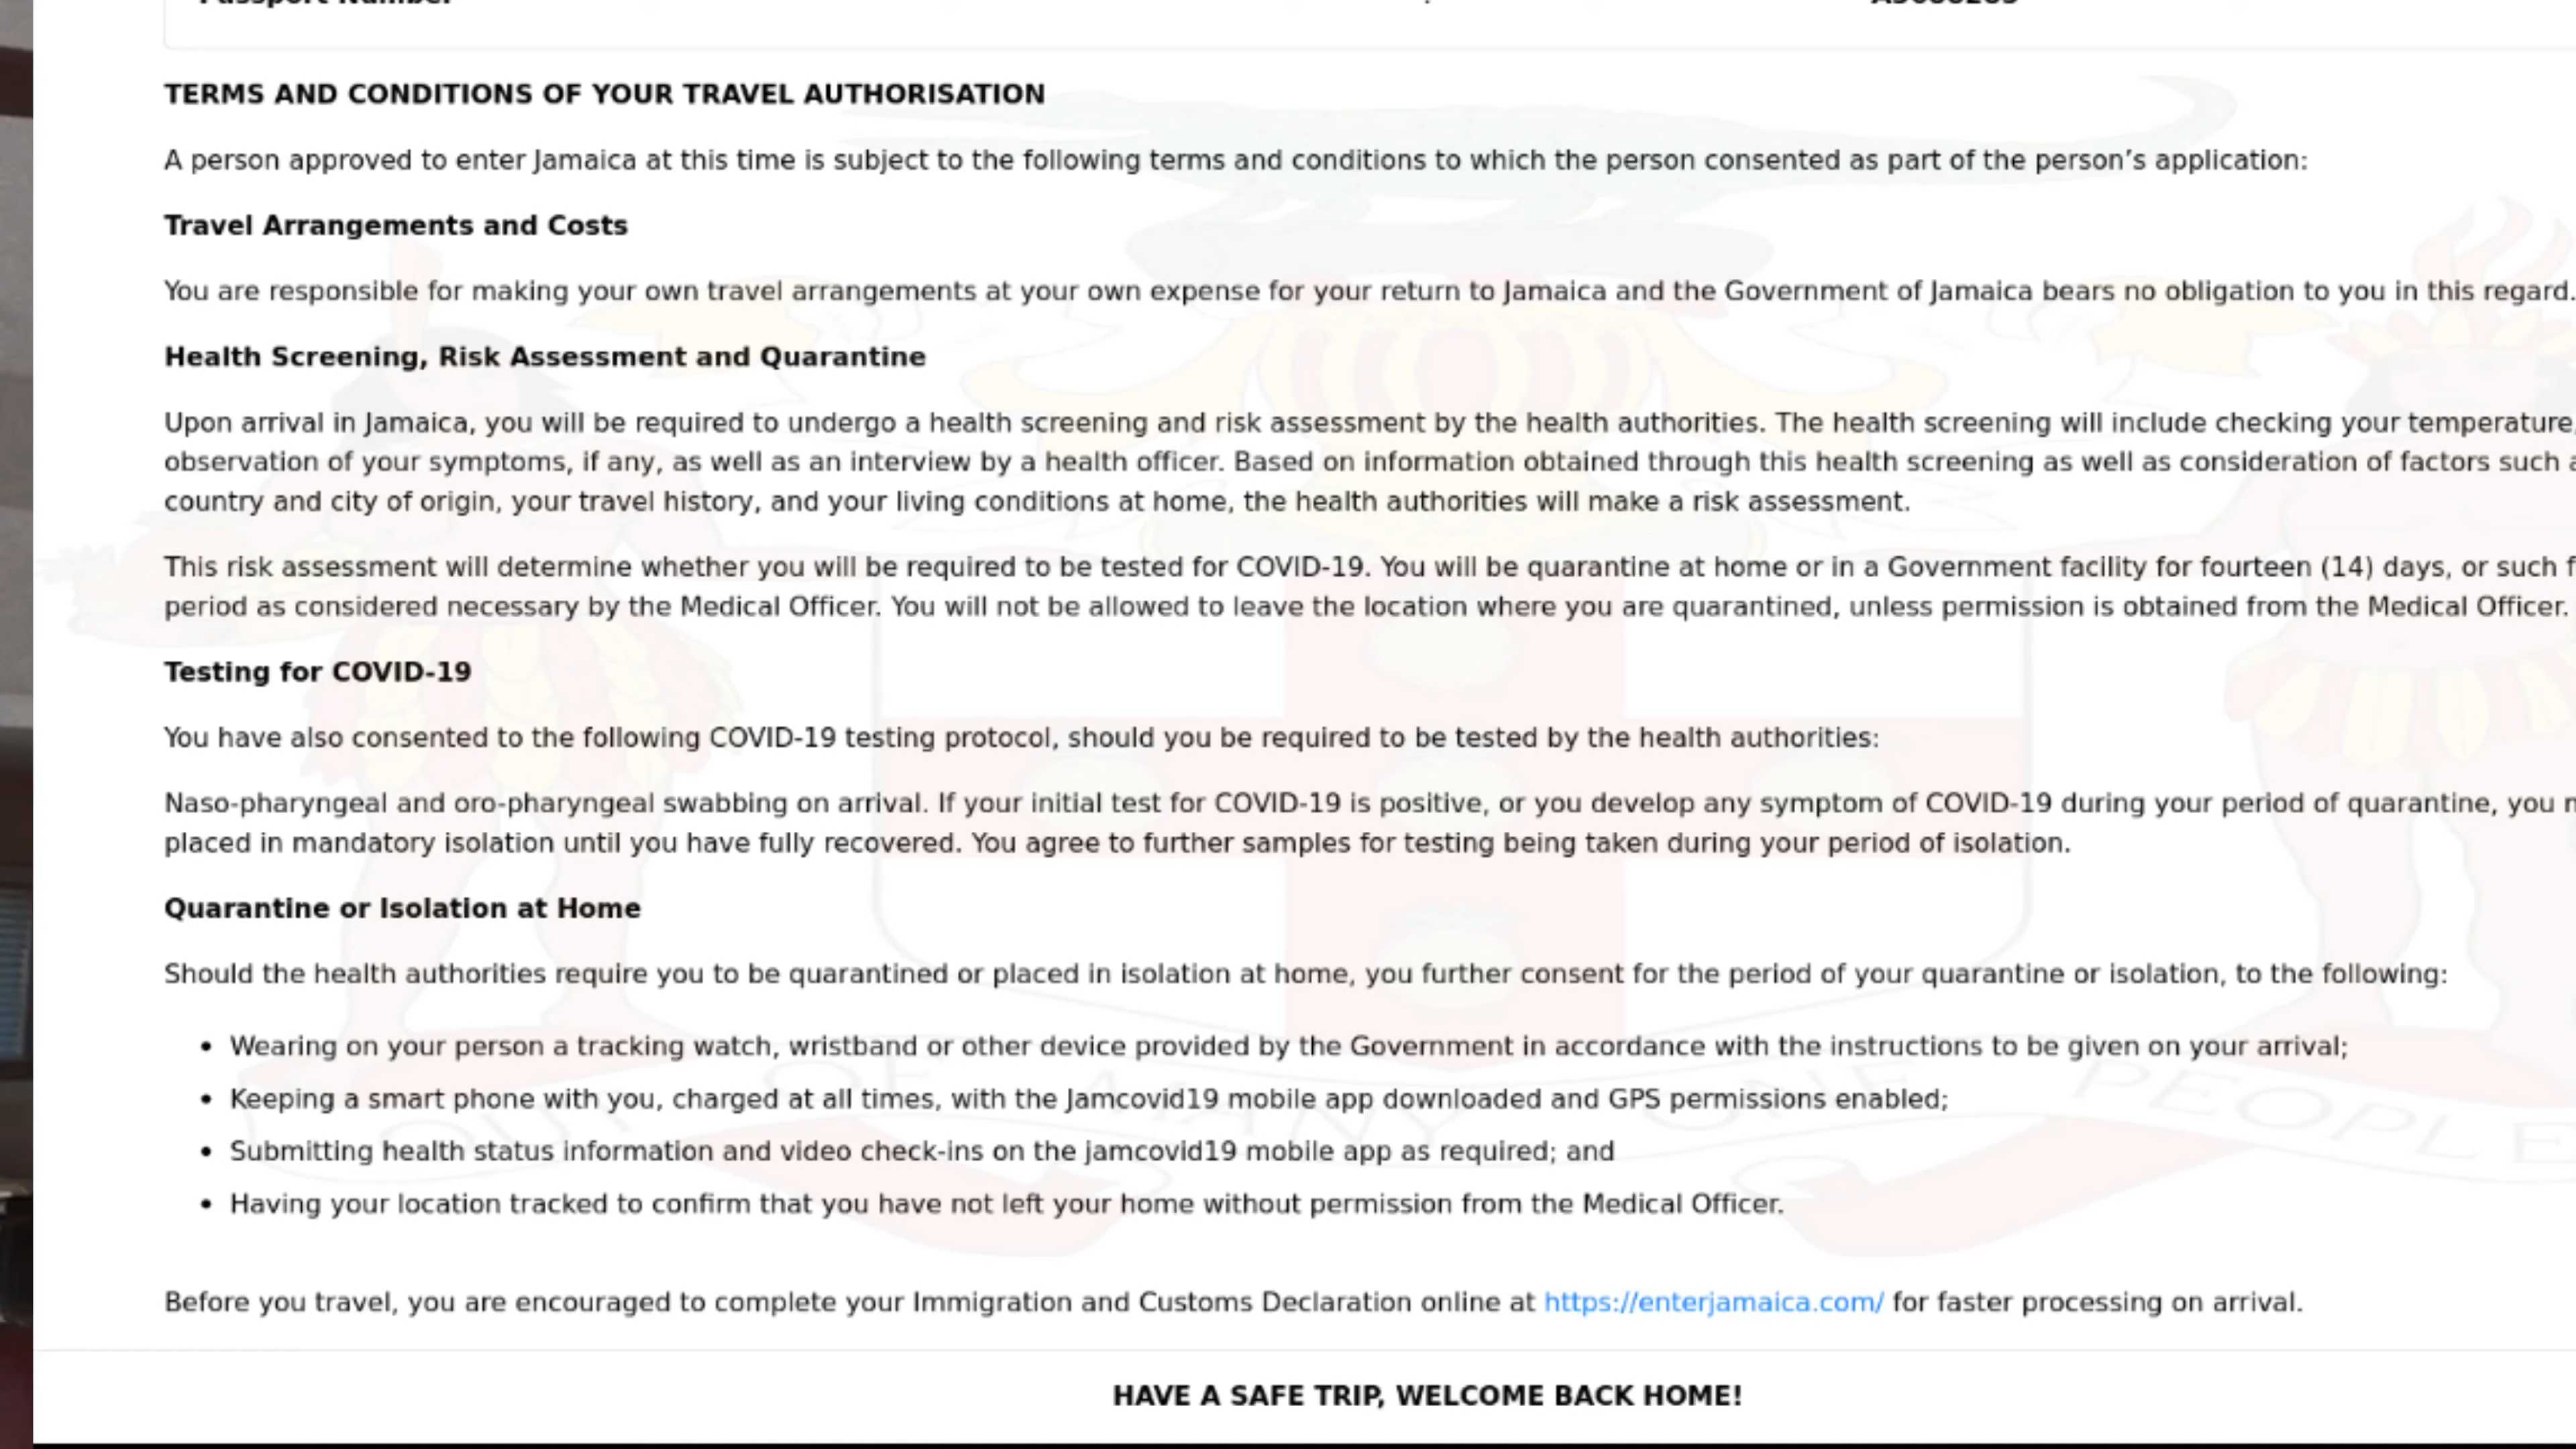 TERMS AND CONDITIONS OF YOUR TRAVEL AUTHORISATION
A person approved to enter Jamaica at this time is subject to the following terms and conditions to which the person consented as part of the person’s application:
Travel Arrangements and Costs
You are responsible for making your own travel arrangements at your own expense for your return to Jamaica and the Government of Jamaica bears no obligation to you in this regard.
Health Screening, Risk Assessment and Quarantine
Upon arrival in Jamaica, you will be required to undergo a health screening and risk assessment by the health authorities. The health screening will include checking your temperature,
observation of your symptoms, if any, as well as an interview by a health officer. Based on information obtained through this health screening as well as consideration of factors such
country and city of origin, your travel history, and your living conditions at home, the health authorities will make a risk assessment.
This risk assessment will determine whether you will be required to be tested for COVID-19. You will be quarantine at home or in a Government facility for fourteen (14) days, or such
period as considered necessary by the Medical Officer. You will not be allowed to leave the location where you are quarantined, unless permission is obtained from the Medical Officer.
Testing for COVID-19
You have also consented to the following COVID-19 testing protocol, should you be required to be tested by the health authorities:
Naso-pharyngeal and oro-pharyngeal swabbing on arrival. If your initial test for COVID-19 is positive, or you develop any symptom of COVID-19 during your period of quarantine, you
placed in mandatory isolation until you have fully recovered. You agree to further samples for testing being taken during your period of isolation.
Quarantine or Isolation at Home
Should the health authorities require you to be quarantined or placed in isolation at home, you further consent for the period of your quarantine or isolation, to the following:
• Wearing on your person a tracking watch, wristband or other device provided by the Government in accordance with the instructions to be given on your arrival;
• Keeping a smart phone with you, charged at all times, with the Jamcovid19 mobile app downloaded and GPS permissions enabled;
• Submitting health status information and video check-ins on the jamcovid19 mobile app as required; and
• Having your location tracked to confirm that you have not left your home without permission from the Medical Officer.
OUT OF MANY ONE PEOPLE
Before you travel, you are encouraged to complete your Immigration and Customs Declaration online at https://enterjamaica.com/ for faster processing on arrival.
HAVE A SAFE TRIP, WELCOME BACK HOME!